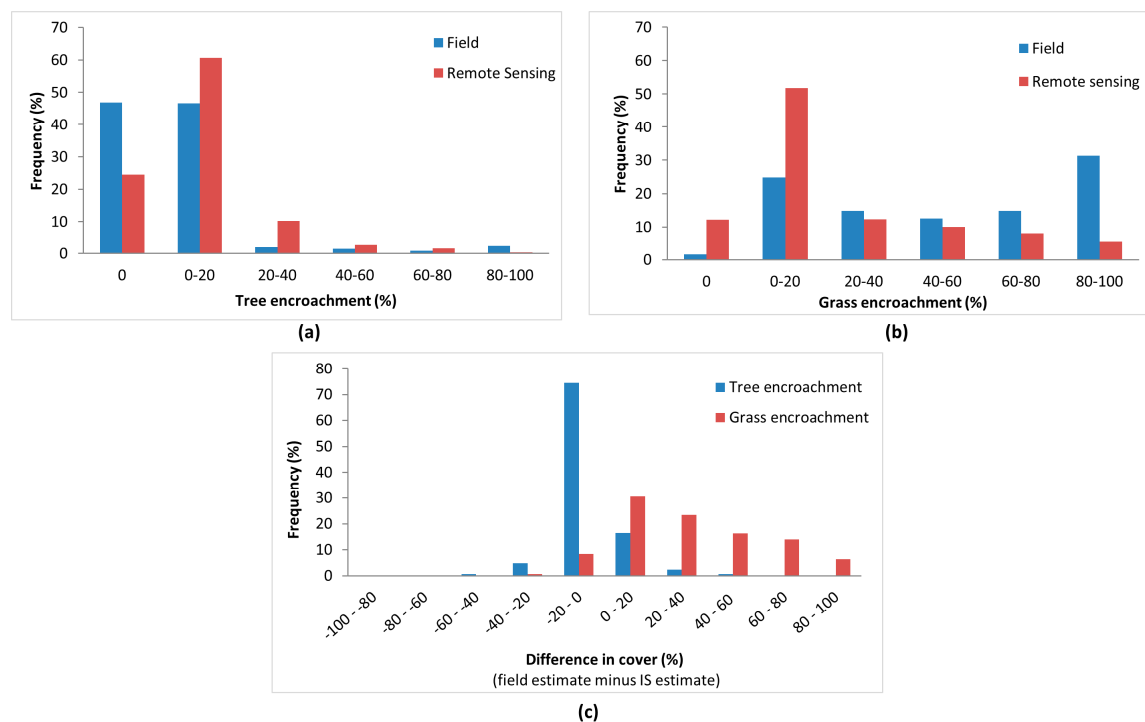 70
60
50
40
30
20
10
0
Frequency (%)
Field
Remote Sensing
0 0-20 20-40 40-60 60-80 80-100
Tree encroachment (%)
(a)
70
60
50
40
30
20
10
0
Frequency (%)
Field
Remote sensing
0 0-20 20-40 40-60 60-80 80-100
Grass encroachment (%)
(b)
80
70
60
50
40
30
20
10
0
Frequency (%)
Tree encroachment
Grass encroachment
-100 - -80 -80 - -60 -60 - -40 -40 - -20 -20 - 0 0 - 20 20 - 40 40 - 60 60 - 80 80 - 100
Difference in cover (%)
(field estimate minus IS estimate)
(c)